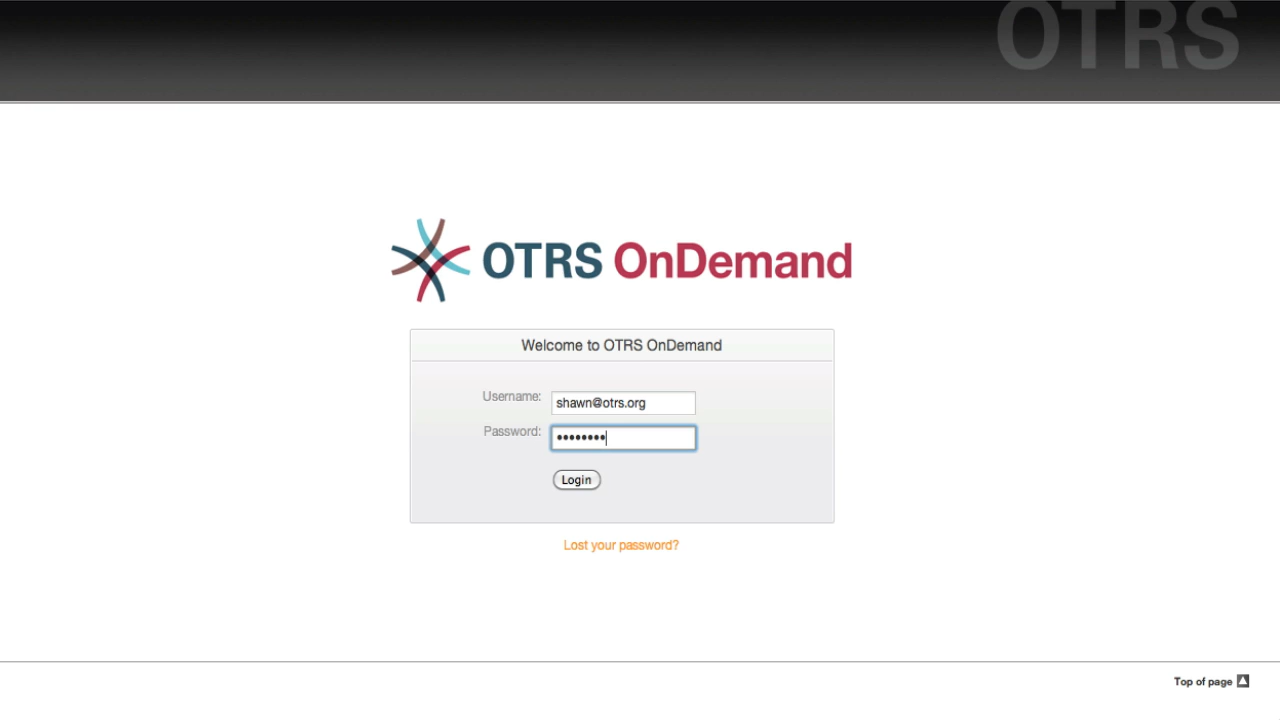 OTRS
OTRS OnDemand
Welcome to OTRS OnDemand
Username: shawn@otrs.org
Password: ••••••••
Login
Lost your password?
Top of page